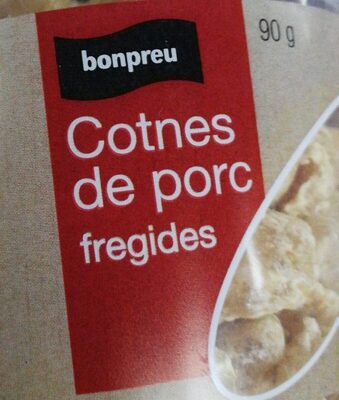 bonpreu
90 g
Cotnes
de porc
fregides